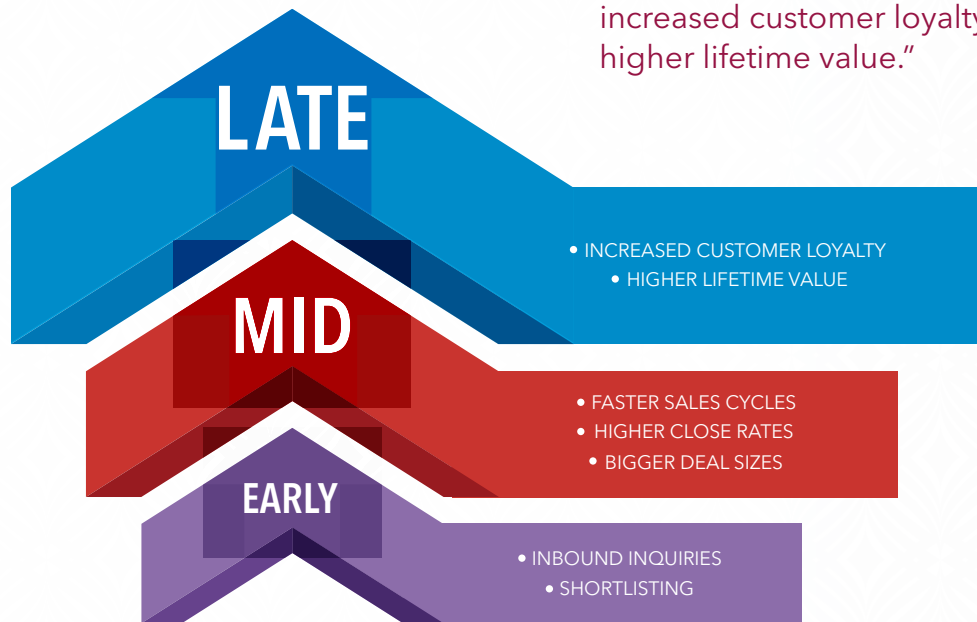 increased customer loyalty
higher lifetime value.”
LATE
• INCREASED CUSTOMER LOYALTY
• HIGHER LIFETIME VALUE
MID
• FASTER SALES CYCLES
• HIGHER CLOSE RATES
• BIGGER DEAL SIZES
EARLY
• INBOUND INQUIRIES
• SHORTLISTING